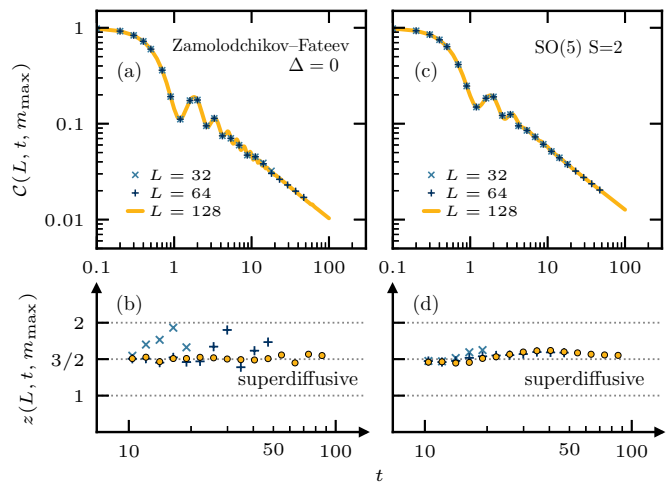 C(L, t, m_max)
1
0.1
0.01
Zamolodchikov–Fateev
Δ = 0
(a)
L = 32
L = 64
L = 128
0.1
1
10
100
SO(5) S=2
(c)
L = 32
L = 64
L = 128
0.1
1
10
100
z(L, t, m_max)
2
3/2
1
(b)
superdiffusive
10
100
(d)
superdiffusive
10
100
t